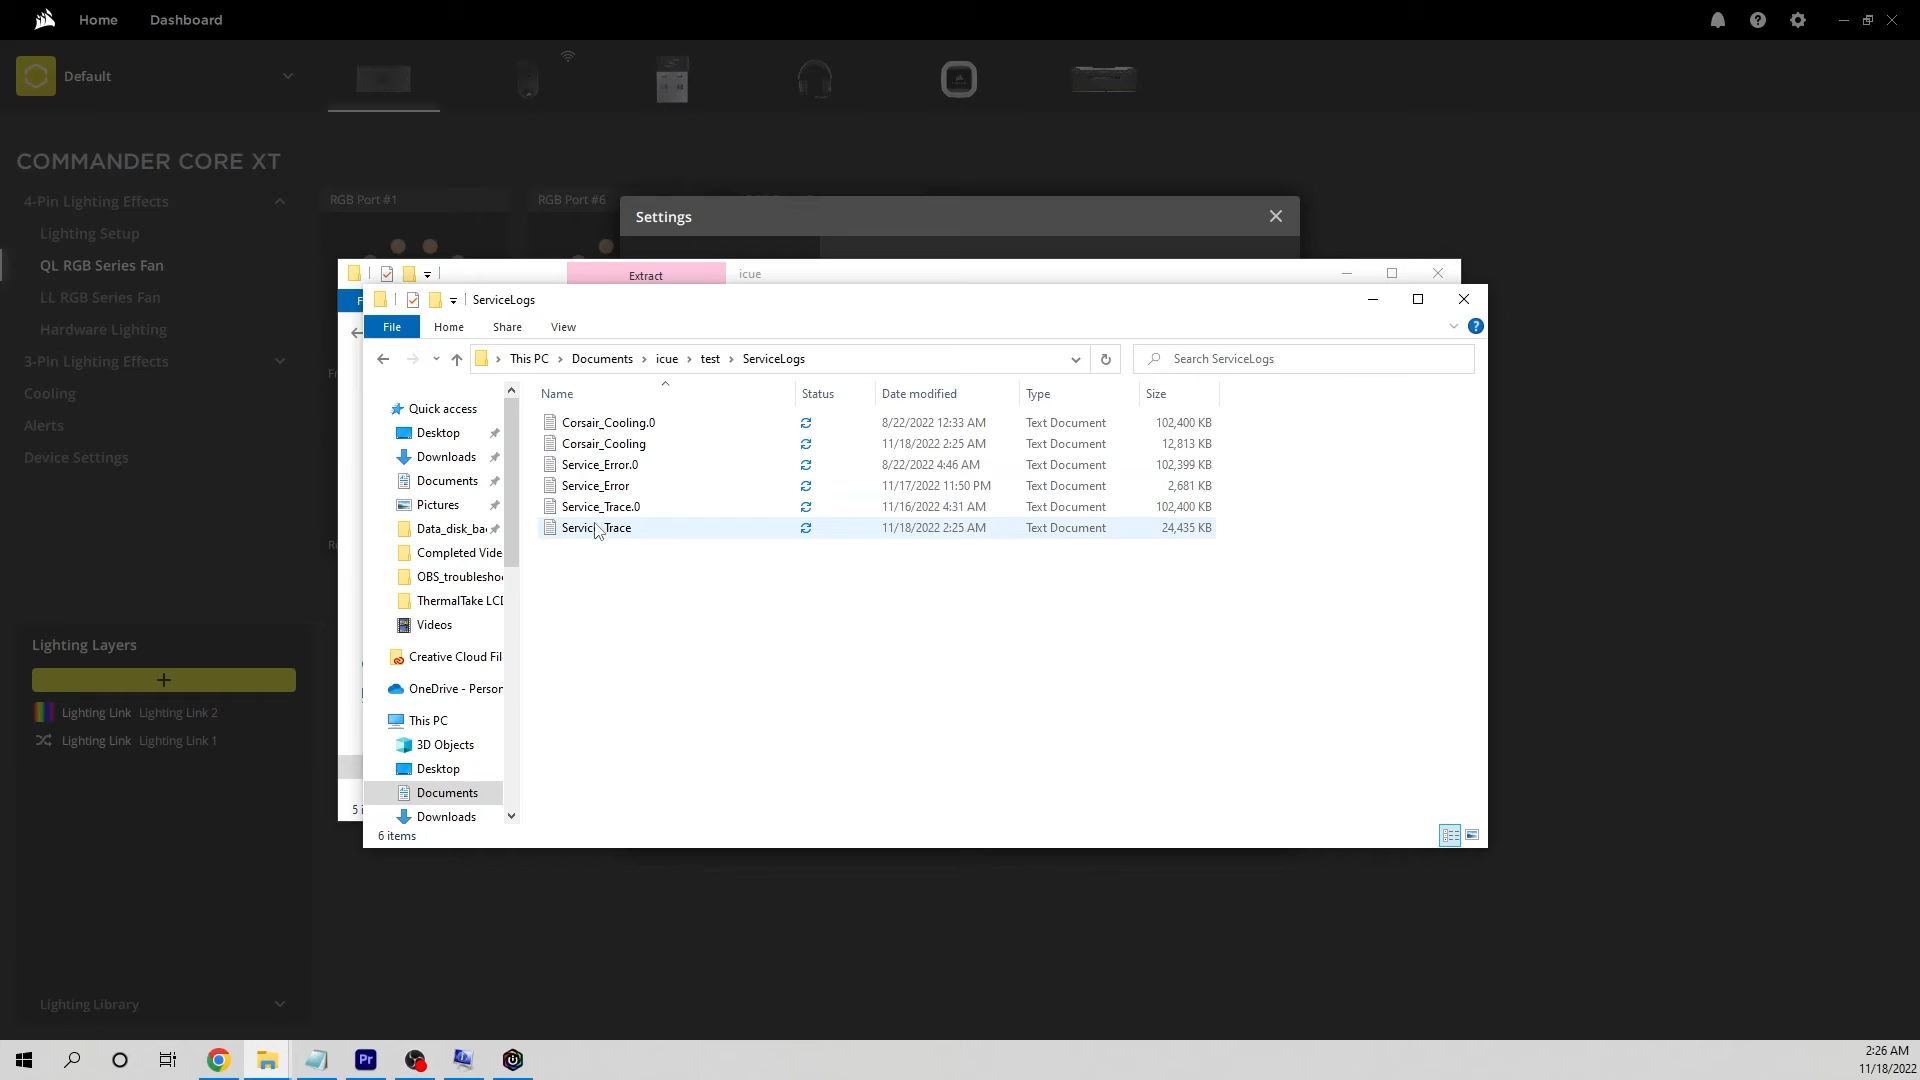 Home
Dashboard
Default
COMMANDER CORE XT
4-Pin Lighting Effects
Lighting Setup
QL RGB Series Fan
LL RGB Series Fan
Hardware Lighting
3-Pin Lighting Effects
Cooling
Alerts
Device Settings
RGB Port #1
RGB Port #6
Settings
Extract
icue
ServiceLogs
File
Home
Share
View
This PC > Documents > icue > test > ServiceLogs
Search ServiceLogs
Name
Status
Date modified
Type
Size
Corsair_Cooling.0 8/22/2022 12:33 AM Text Document 102,400 KB
Corsair_Cooling 11/18/2022 2:25 AM Text Document 12,813 KB
Service_Error.0 8/22/2022 4:46 AM Text Document 102,399 KB
Service_Error 11/17/2022 11:50 PM Text Document 2,681 KB
Service_Trace.0 11/16/2022 4:31 AM Text Document 102,400 KB
Service_Trace 11/18/2022 2:25 AM Text Document 24,435 KB
Quick access
Desktop
Downloads
Documents
Pictures
Data_disk_ba
Completed Vide
OBS_troublesho
ThermalTake LCD
Videos
Creative Cloud Fil
OneDrive - Person
This PC
3D Objects
Desktop
Documents
Downloads
6 items
5 i
Lighting Layers
+
Lighting Link Lighting Link 2
Lighting Link Lighting Link 1
Lighting Library
Pr
2:26 AM
11/18/2022